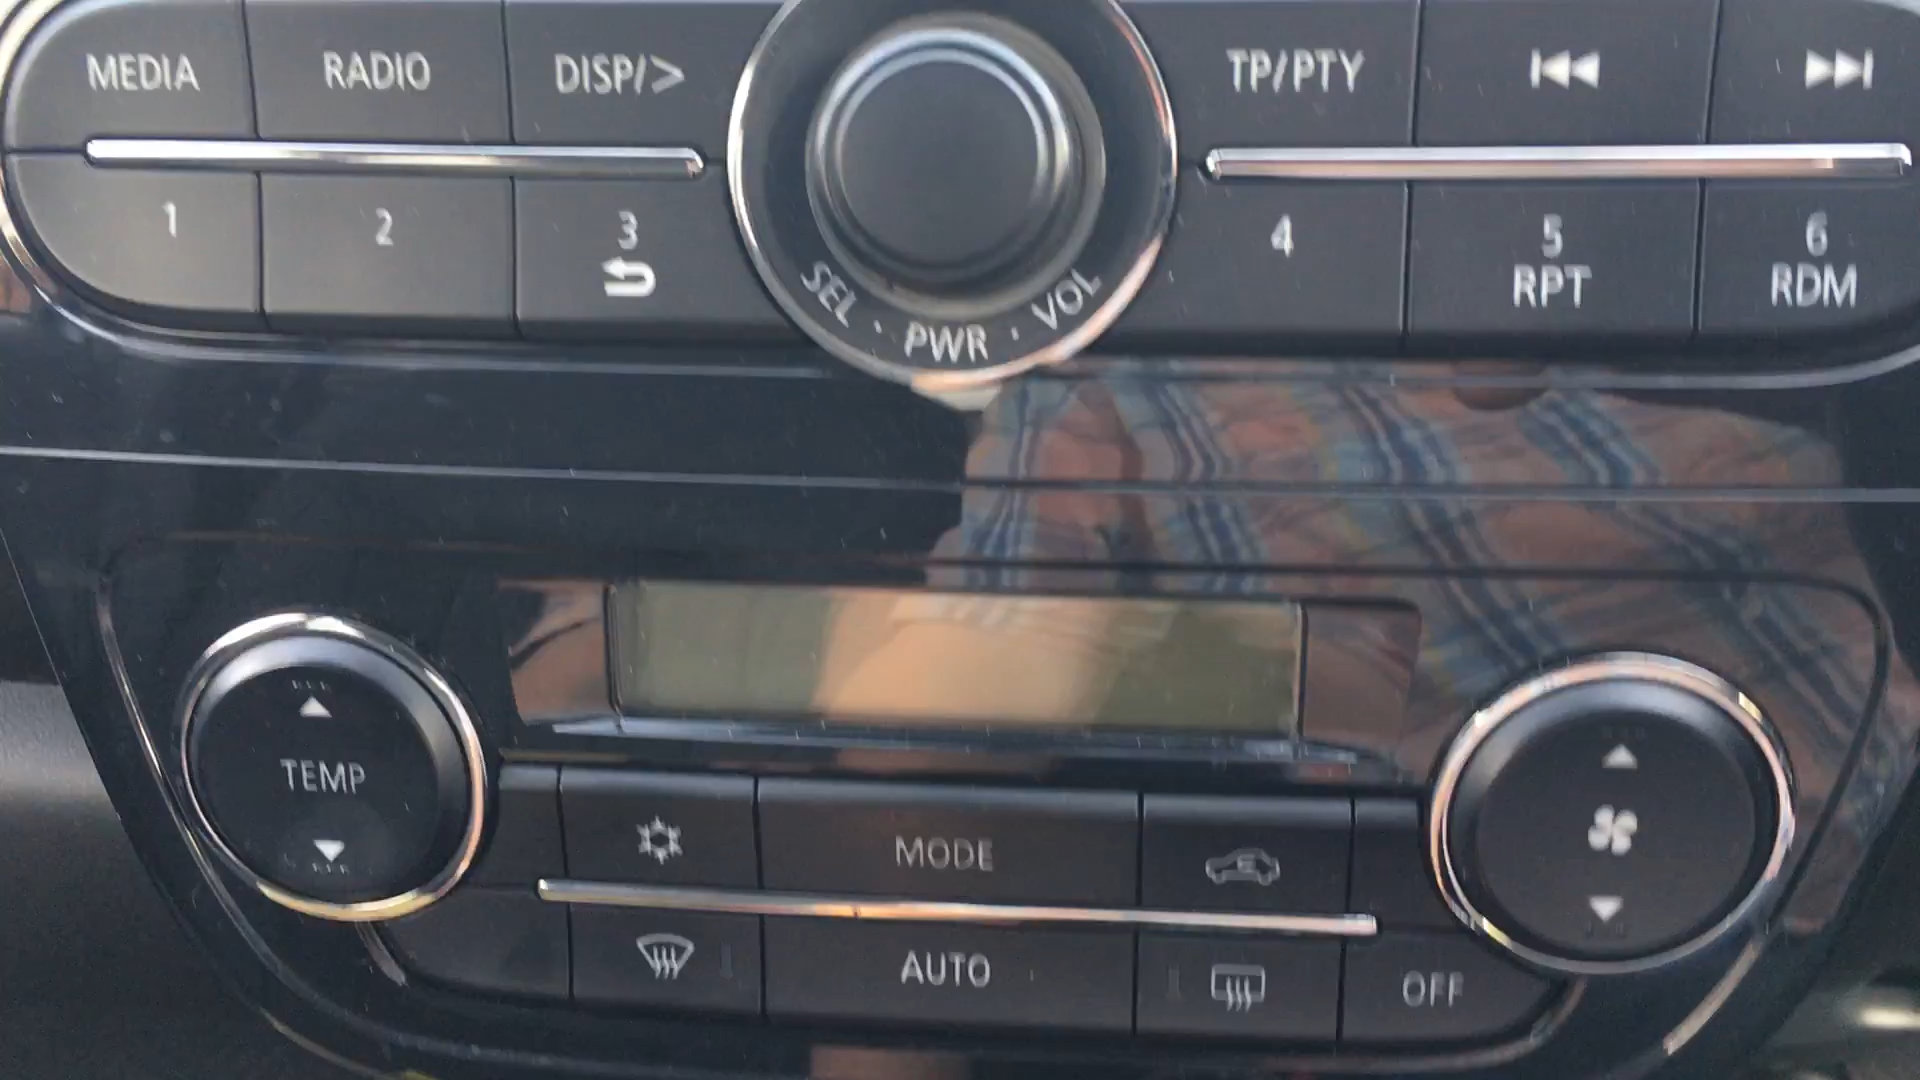 MEDIA RADIO DISP/> TP/PTY
1 2 3 4 5 6
RPT RDM
SEL · PWR · VOL
TEMP
MODE
AUTO OFF